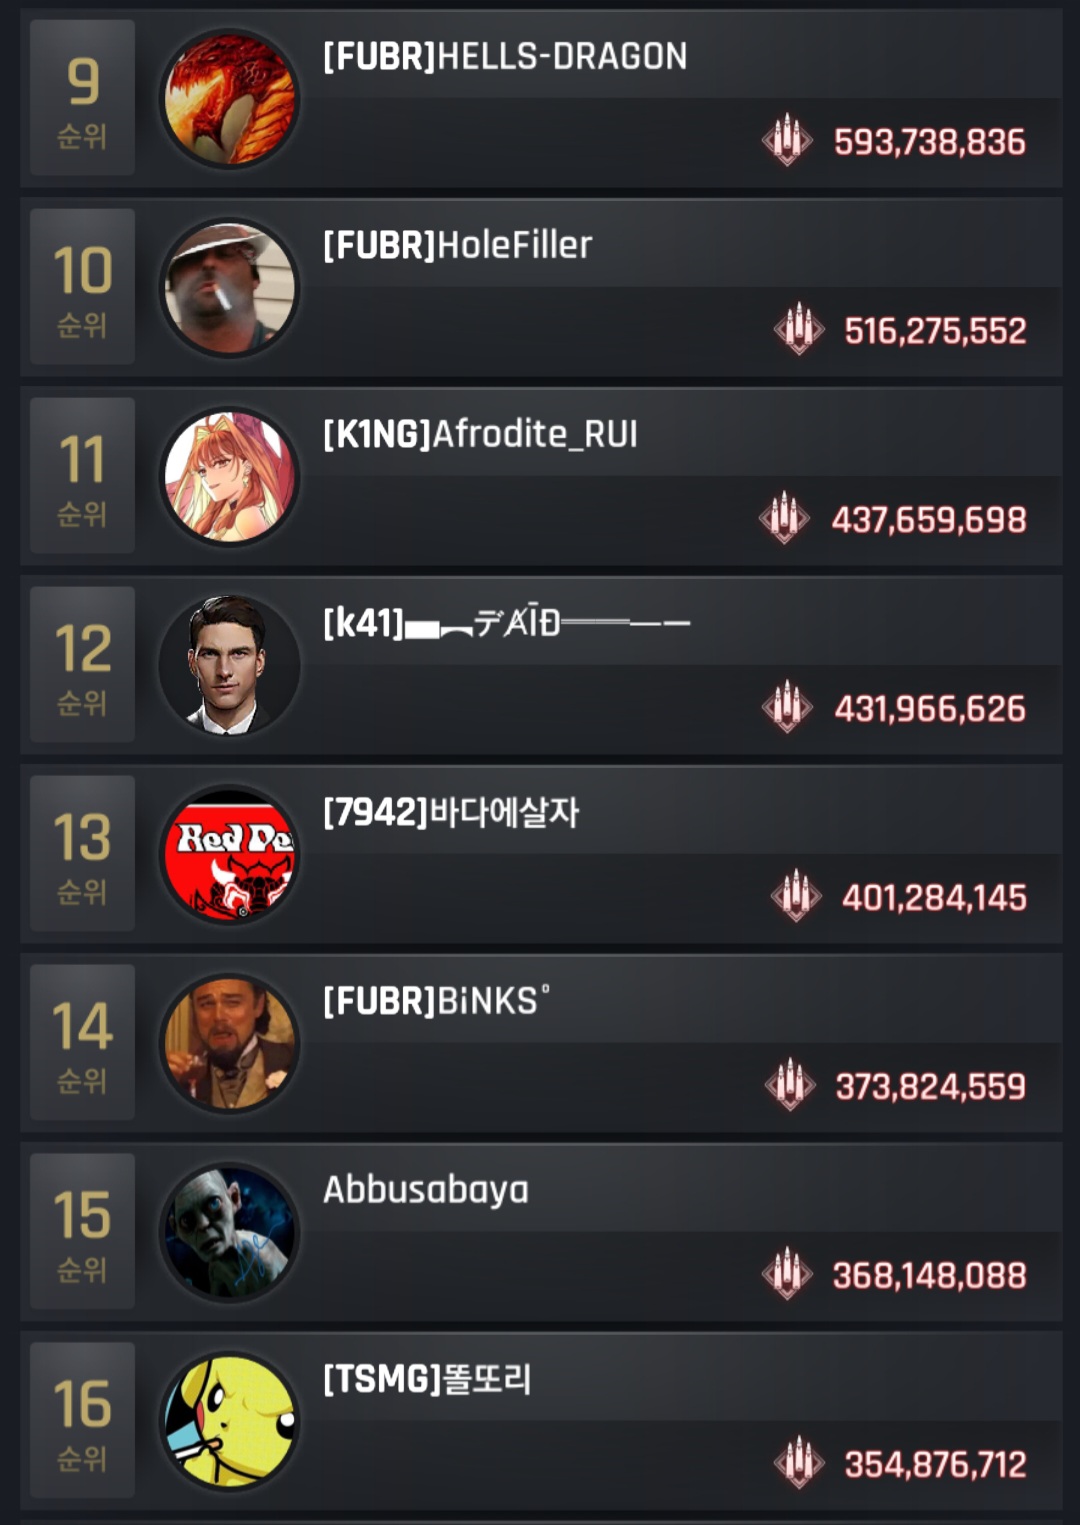 9
순위
[FUBR]HELLS-DRAGON
593,738,836
10
순위
[FUBR]HoleFiller
516,275,552
11
순위
[K1NG]Afrodite_RUI
437,659,698
12
순위
[k41]▅︻デȺĪĐ══━一
431,966,626
13
순위
[7942]바다에살자
Red De
401,284,145
14
순위
[FUBR]BiNKS°
373,824,559
15
순위
Abbusabaya
368,148,088
16
순위
[TSMG]똘또리
354,876,712